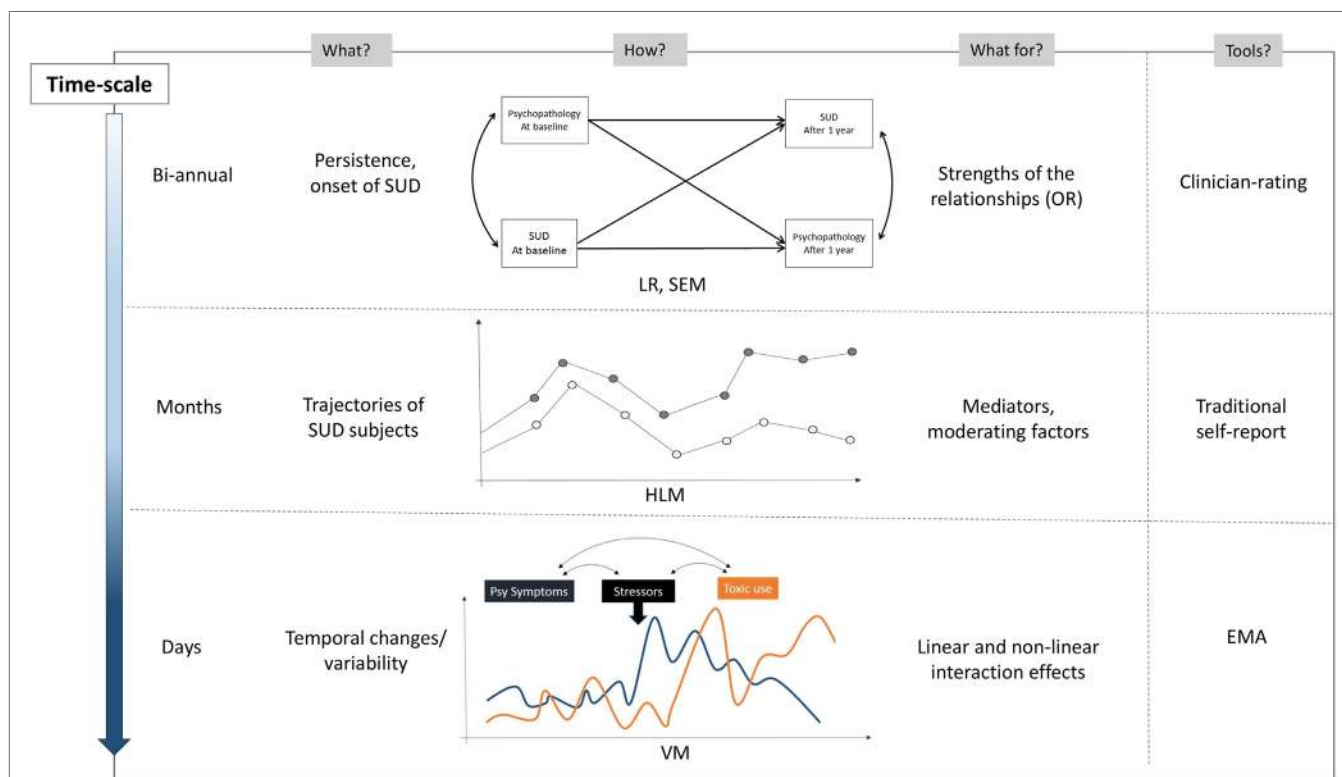 What?
How?
What for?
Tools?
Time-scale
Bi-annual
Persistence,
onset of SUD
Psychopathology
At baseline
SUD
After 1 year
SUD
At baseline
Psychopathology
After 1 year
LR, SEM
Strengths of the
relationships (OR)
Clinician-rating
Months
Trajectories of
SUD subjects
HLM
Mediators,
moderating factors
Traditional
self-report
Days
Temporal changes/
variability
Psy Symptoms
Stressors
Toxic use
VM
Linear and non-linear
interaction effects
EMA